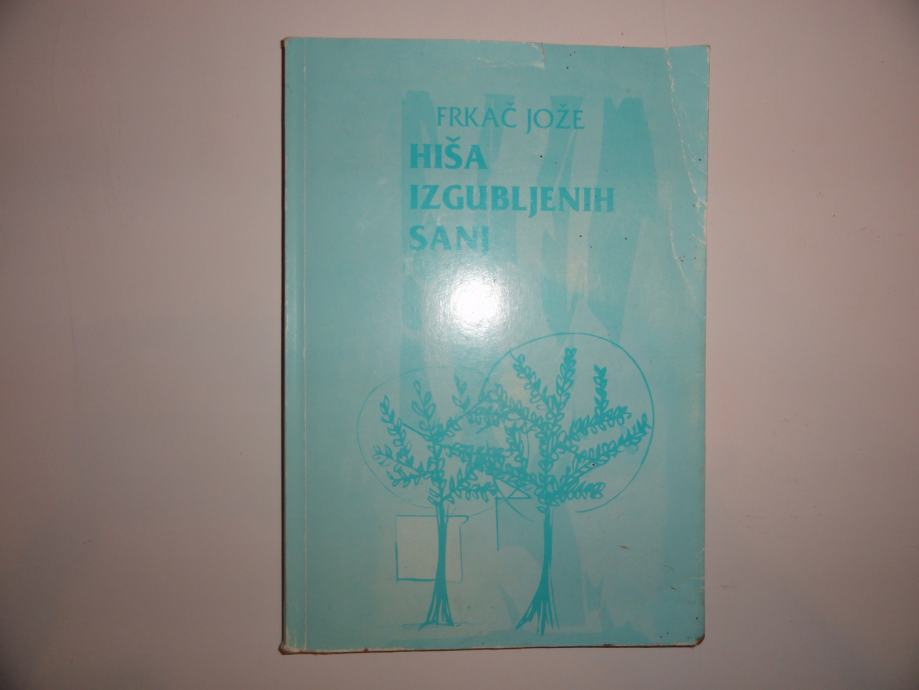 FRKAČ JOŽE
HIŠA
IZGUBLJENIH
SANJ